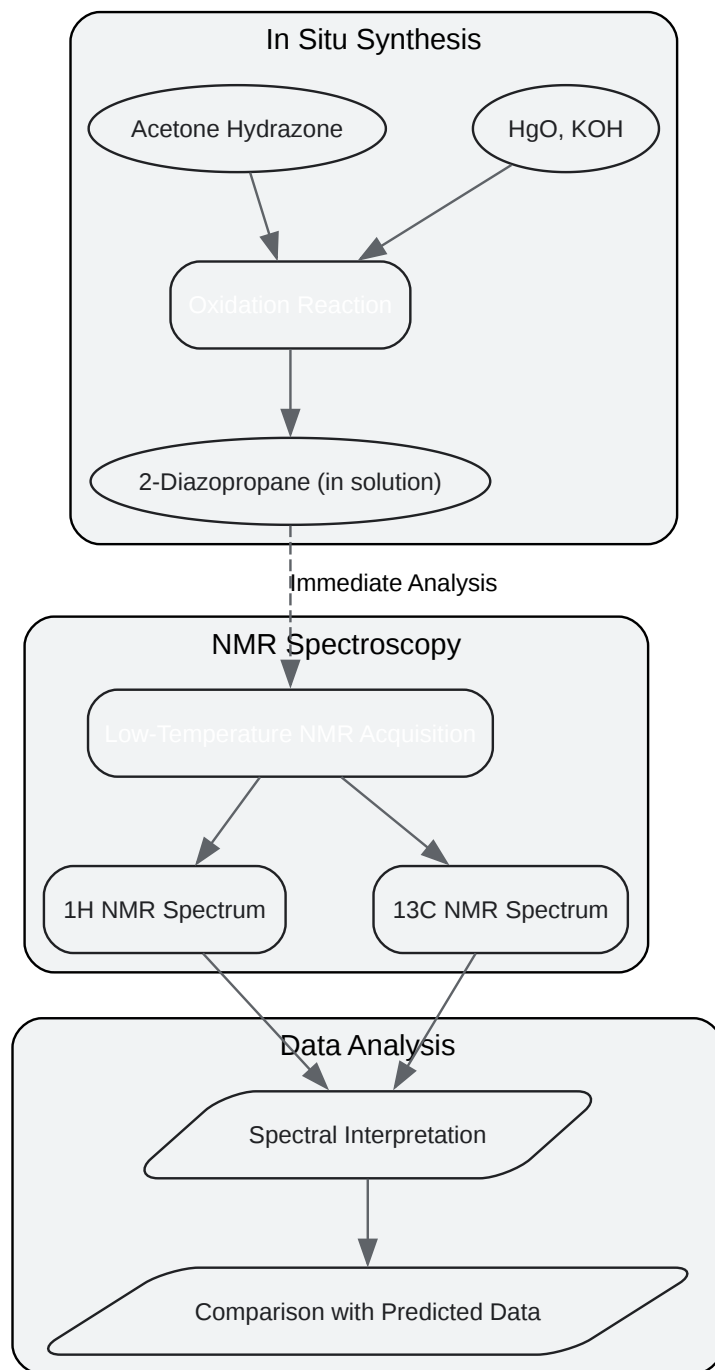 In Situ Synthesis
Acetone Hydrazone
HgO, KOH
Oxidation Reaction
2-Diazopropane (in solution)
Immediate Analysis
NMR Spectroscopy
Low-Temperature NMR Acquisition
1H NMR Spectrum
13C NMR Spectrum
Data Analysis
Spectral Interpretation
Comparison with Predicted Data